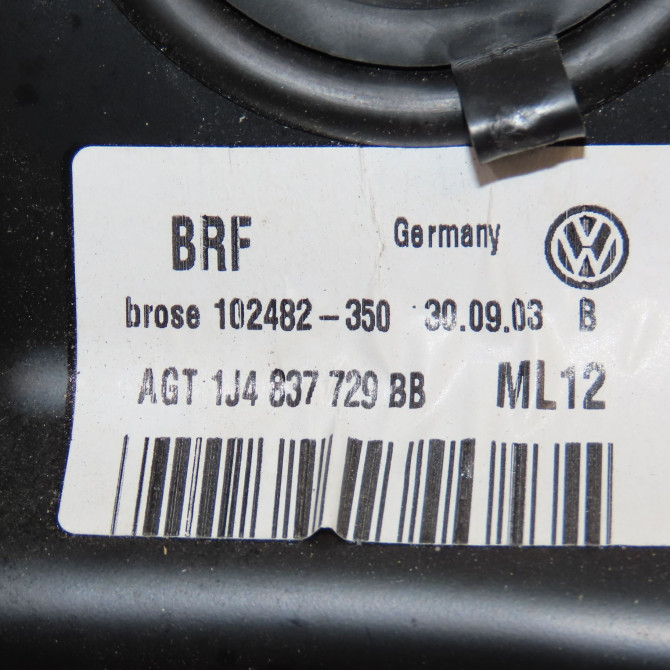 BRF Germany
brose 102482-350 30.09.03 B
AGT 1J4 837 729 BB ML12